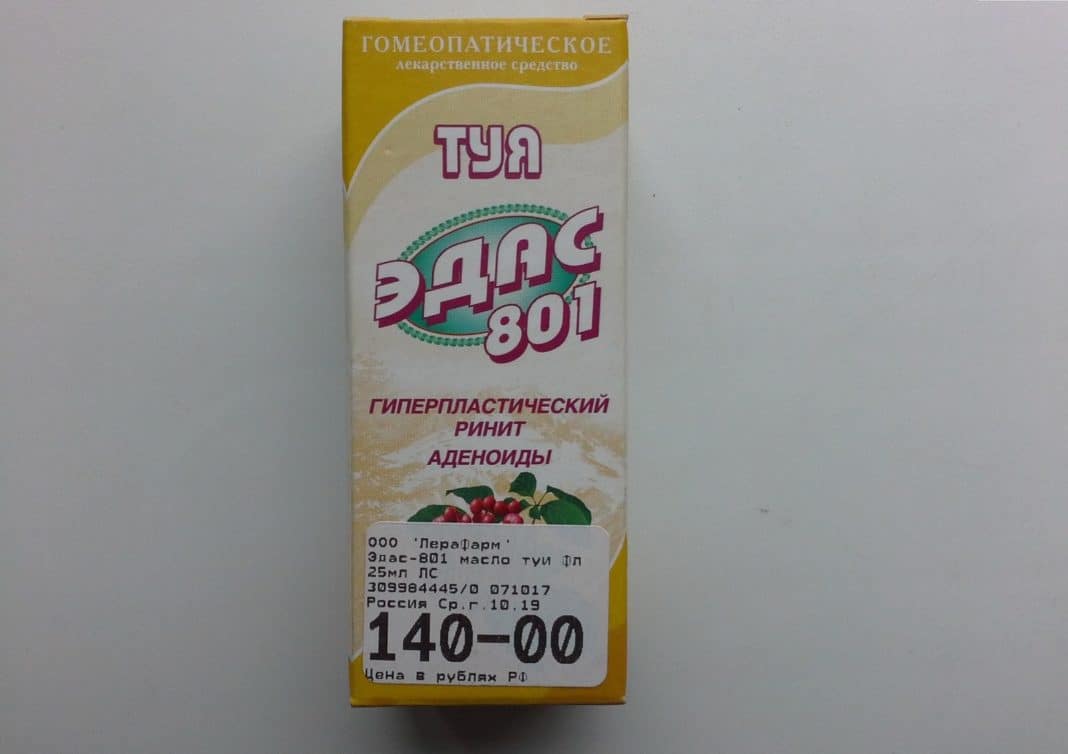 ГОМЕОПАТИЧЕСКОЕ
лекарственное средство
ТУЯ
ЭДАС
801
ГИПЕРПЛАСТИЧЕСКИЙ
РИНИТ
АДЕНОИДЫ
ООО 'ЛераФарм'
Эдас-801 масло туи Фл
25мл ЛС
309984445/0 071017
Россия Ср.г.10.19
140-00
Цена в рублях РФ